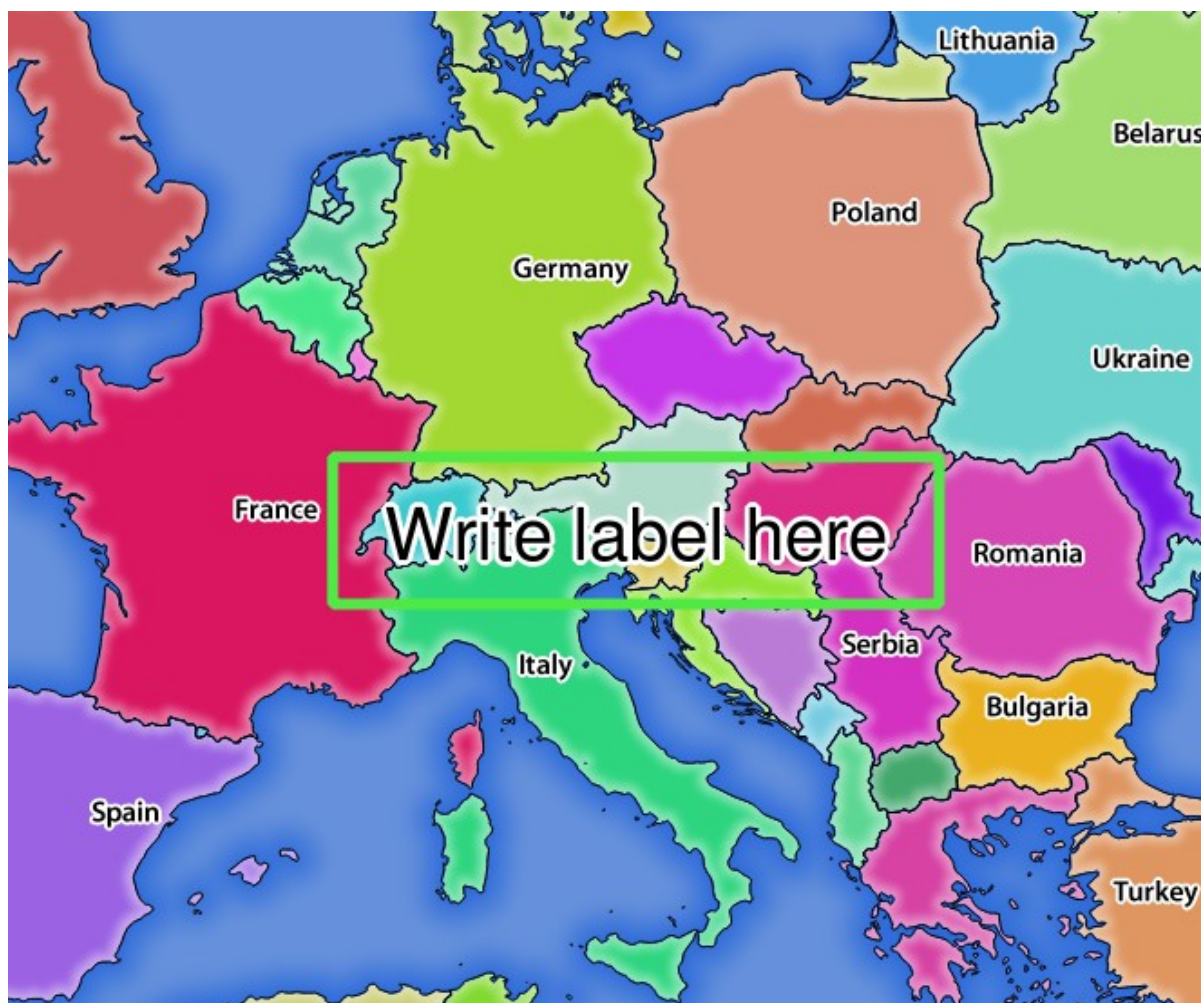 Lithuania
Belarus
Poland
Germany
Ukraine
France
Write label here
Romania
Serbia
Italy
Bulgaria
Spain
Turkey